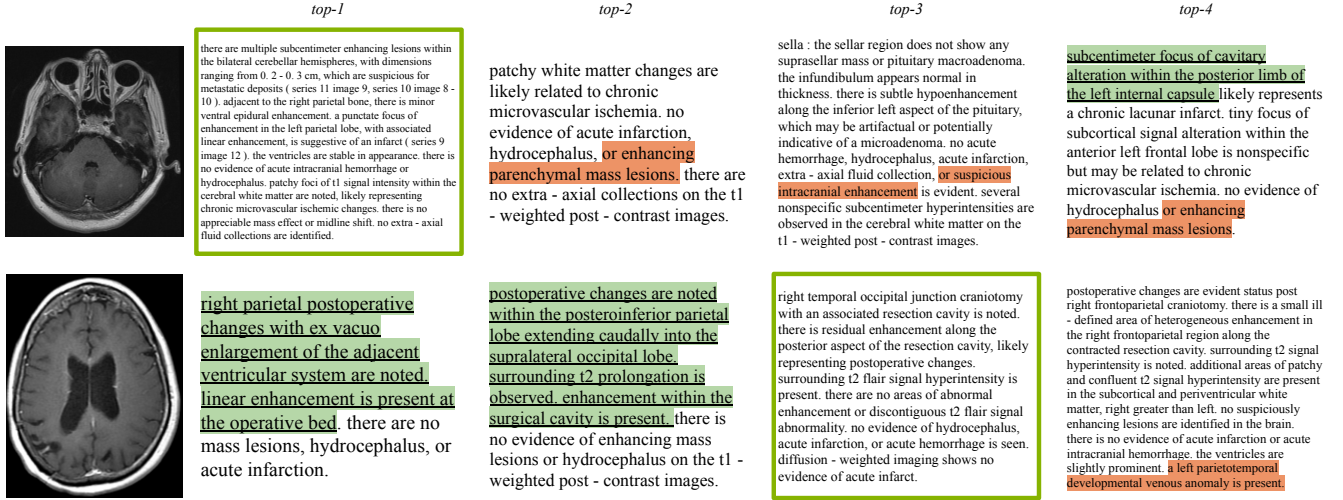 top-1
top-2
top-3
top-4
there are multiple subcentimeter enhancing lesions within
the bilateral cerebellar hemispheres, with dimensions
ranging from 0. 2 - 0. 3 cm, which are suspicious for
metastatic deposits ( series 11 image 9, series 10 image 8 -
10 ). adjacent to the right parietal bone, there is minor
ventral epidural enhancement. a punctate focus of
enhancement in the left parietal lobe, with associated
linear enhancement, is suggestive of an infarct ( series 9
image 12 ). the ventricles are stable in appearance. there is
no evidence of acute intracranial hemorrhage or
hydrocephalus. patchy foci of t1 signal intensity within the
cerebral white matter are noted, likely representing
chronic microvascular ischemic changes. there is no
appreciable mass effect or midline shift. no extra - axial
fluid collections are identified.
patchy white matter changes are
likely related to chronic
microvascular ischemia. no
evidence of acute infarction,
hydrocephalus, or enhancing
parenchymal mass lesions. there are
no extra - axial collections on the t1
- weighted post - contrast images.
sella : the sellar region does not show any
suprasellar mass or pituitary macroadenoma.
the infundibulum appears normal in
thickness. there is subtle hypoenhancement
along the inferior left aspect of the pituitary,
which may be artifactual or potentially
indicative of a microadenoma. no acute
hemorrhage, hydrocephalus, acute infarction,
extra - axial fluid collection, or suspicious
intracranial enhancement is evident. several
nonspecific subcentimeter hyperintensities are
observed in the cerebral white matter on the
t1 - weighted post - contrast images.
subcentimeter focus of cavitary
alteration within the posterior limb of
the left internal capsule likely represents
a chronic lacunar infarct. tiny focus of
subcortical signal alteration within the
anterior left frontal lobe is nonspecific
but may be related to chronic
microvascular ischemia. no evidence of
hydrocephalus or enhancing
parenchymal mass lesions.
right parietal postoperative
changes with ex vacuo
enlargement of the adjacent
ventricular system are noted.
linear enhancement is present at
the operative bed. there are no
mass lesions, hydrocephalus, or
acute infarction.
postoperative changes are noted
within the posteroinferior parietal
lobe extending caudally into the
supralateral occipital lobe.
surrounding t2 prolongation is
observed. enhancement within the
surgical cavity is present. there is
no evidence of enhancing mass
lesions or hydrocephalus on the t1 -
weighted post - contrast images.
right temporal occipital junction craniotomy
with an associated resection cavity is noted.
there is residual enhancement along the
posterior aspect of the resection cavity, likely
representing postoperative changes.
surrounding t2 flair signal hyperintensity is
present. there are no areas of abnormal
enhancement or discontiguous t2 flair signal
abnormality. no evidence of hydrocephalus,
acute infarction, or acute hemorrhage is seen.
diffusion - weighted imaging shows no
evidence of acute infarct.
postoperative changes are evident status post
right frontoparietal craniotomy. there is a small ill
- defined area of heterogeneous enhancement in
the right frontoparietal region along the
contracted resection cavity. surrounding t2 signal
hyperintensity is noted. additional areas of patchy
and confluent t2 signal hyperintensity are present
in the subcortical and periventricular white
matter, right greater than left. no suspiciously
enhancing lesions are identified in the brain.
there is no evidence of acute infarction or acute
intracranial hemorrhage. the ventricles are
slightly prominent. a left parietotemporal
developmental venous anomaly is present.